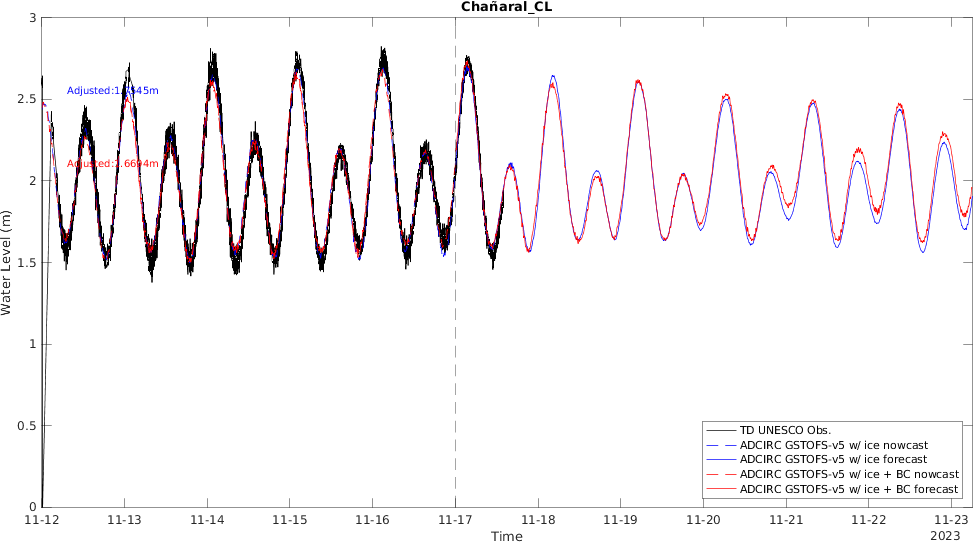 Chañaral_CL
3
2.5
2
1.5
1
0.5
0
Water Level (m)
Adjusted:2.6694m
TD UNESCO Obs.
ADCIRC GSTOFS-v5 w/ ice nowcast
ADCIRC GSTOFS-v5 w/ ice forecast
ADCIRC GSTOFS-v5 w/ ice + BC nowcast
ADCIRC GSTOFS-v5 w/ ice + BC forecast
11-12 11-13 11-14 11-15 11-16 11-17 11-18 11-19 11-20 11-21 11-22 11-23
Time
2023